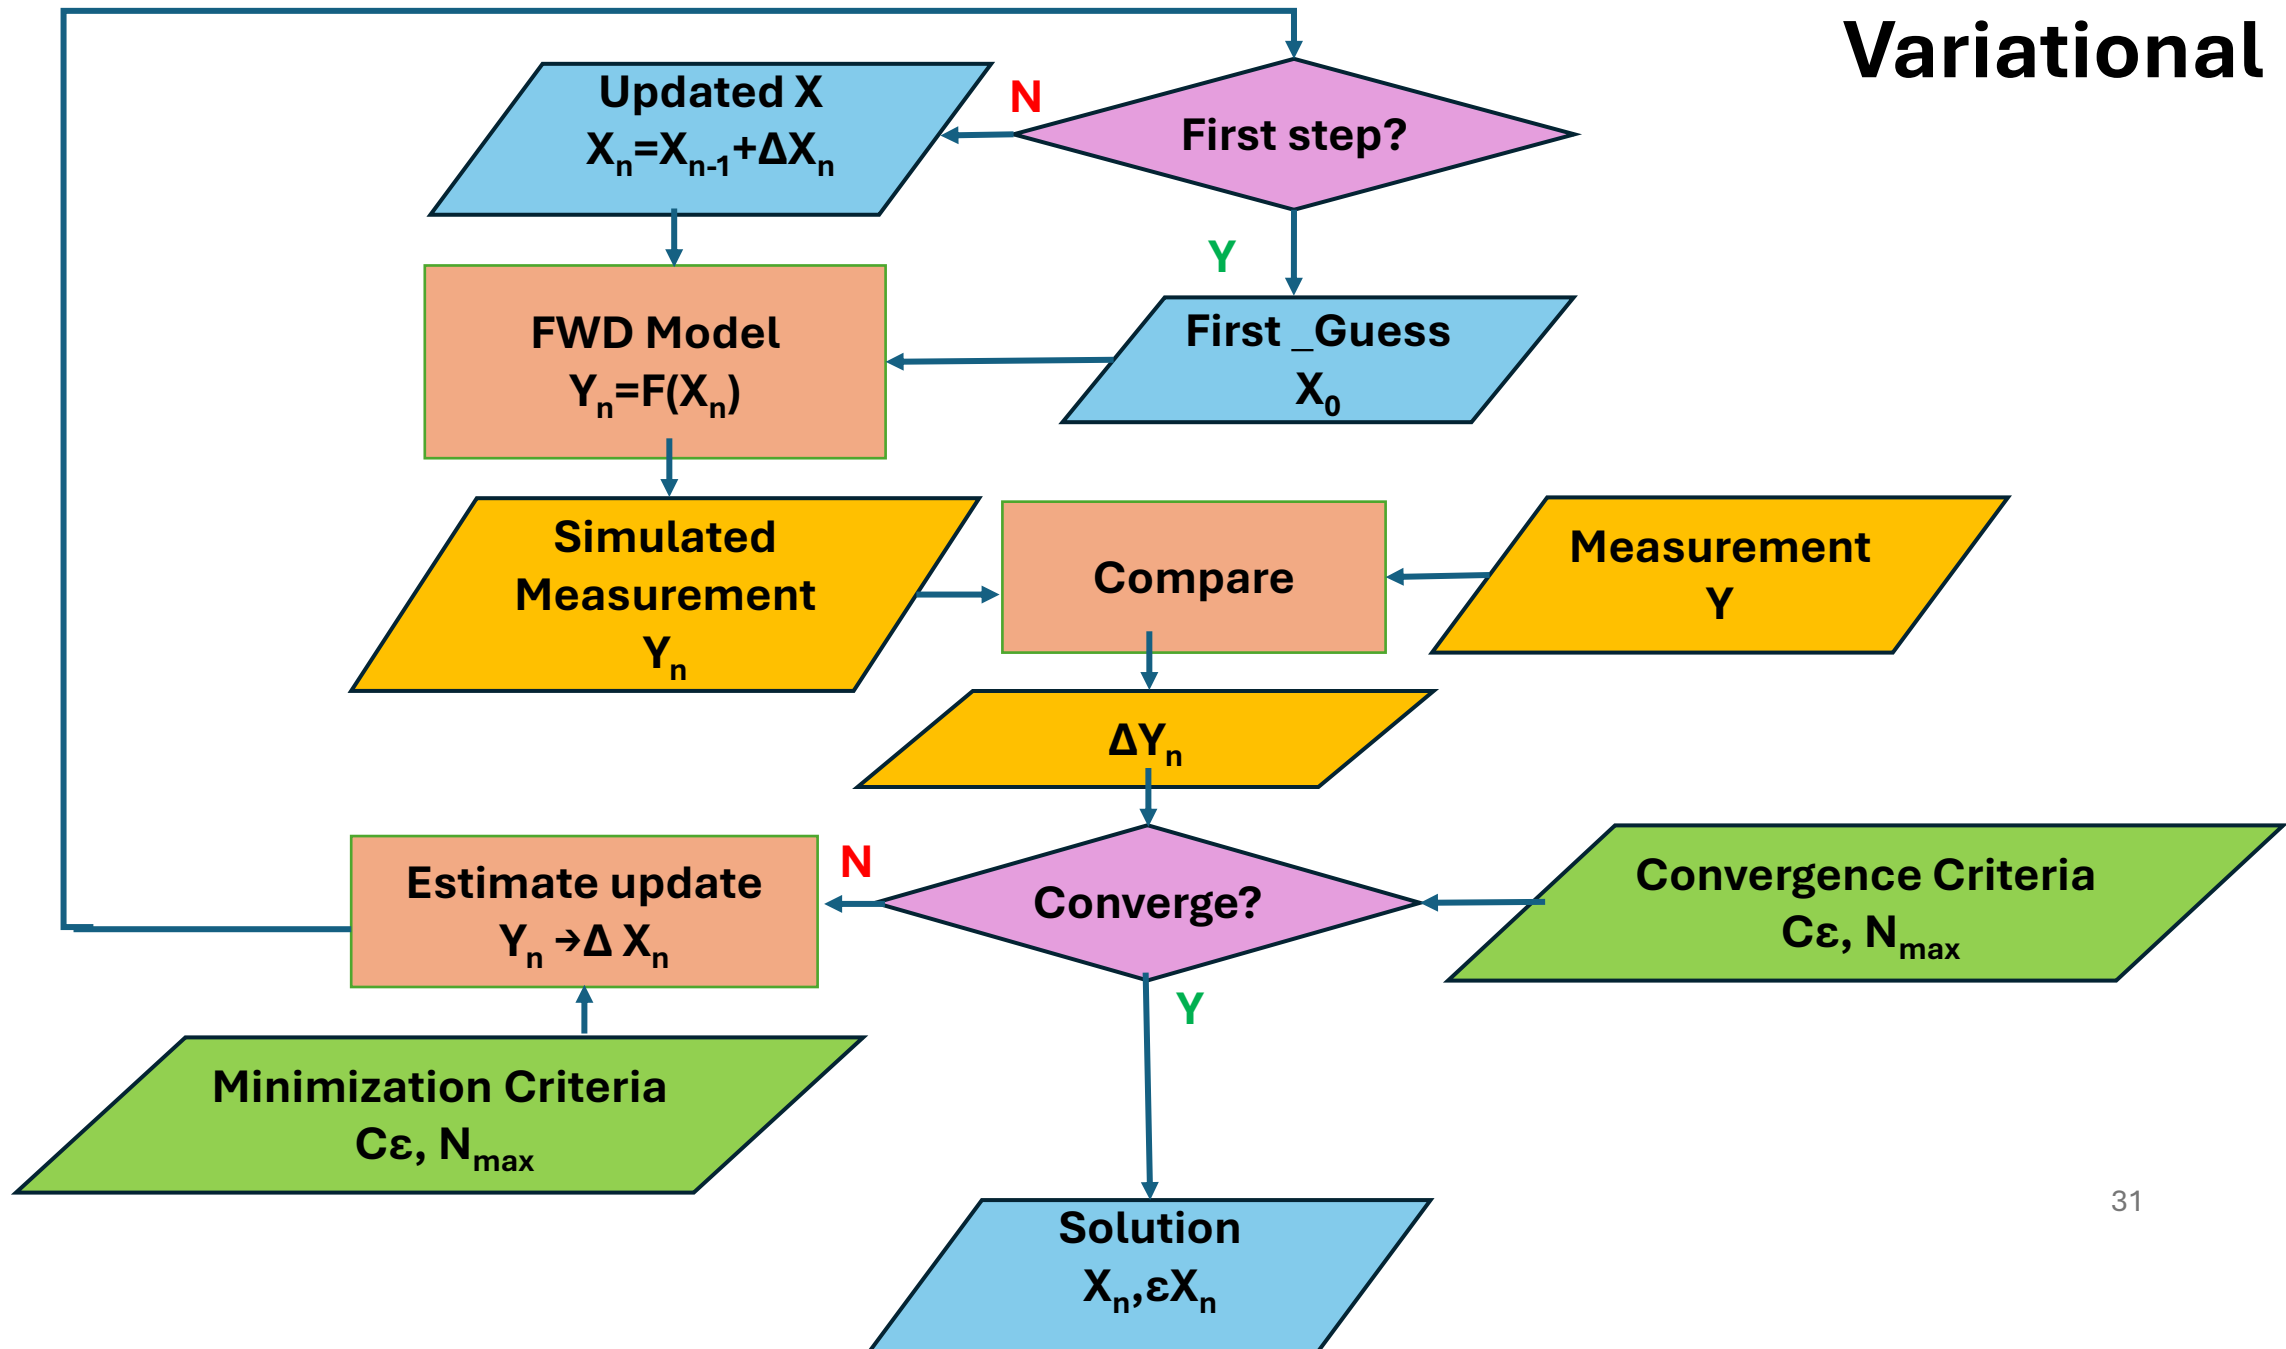 Variational
Updated X
Xₙ=Xₙ₋₁+ΔXₙ
N
First step?
Y
FWD Model
Yₙ=F(Xₙ)
First _Guess
X₀
Simulated
Measurement
Yₙ
Compare
Measurement
Y
ΔYₙ
N
Estimate update
Yₙ →Δ Xₙ
Converge?
Convergence Criteria
Cε, Nₘₐₓ
Y
Minimization Criteria
Cε, Nₘₐₓ
Solution
Xₙ,εXₙ
31